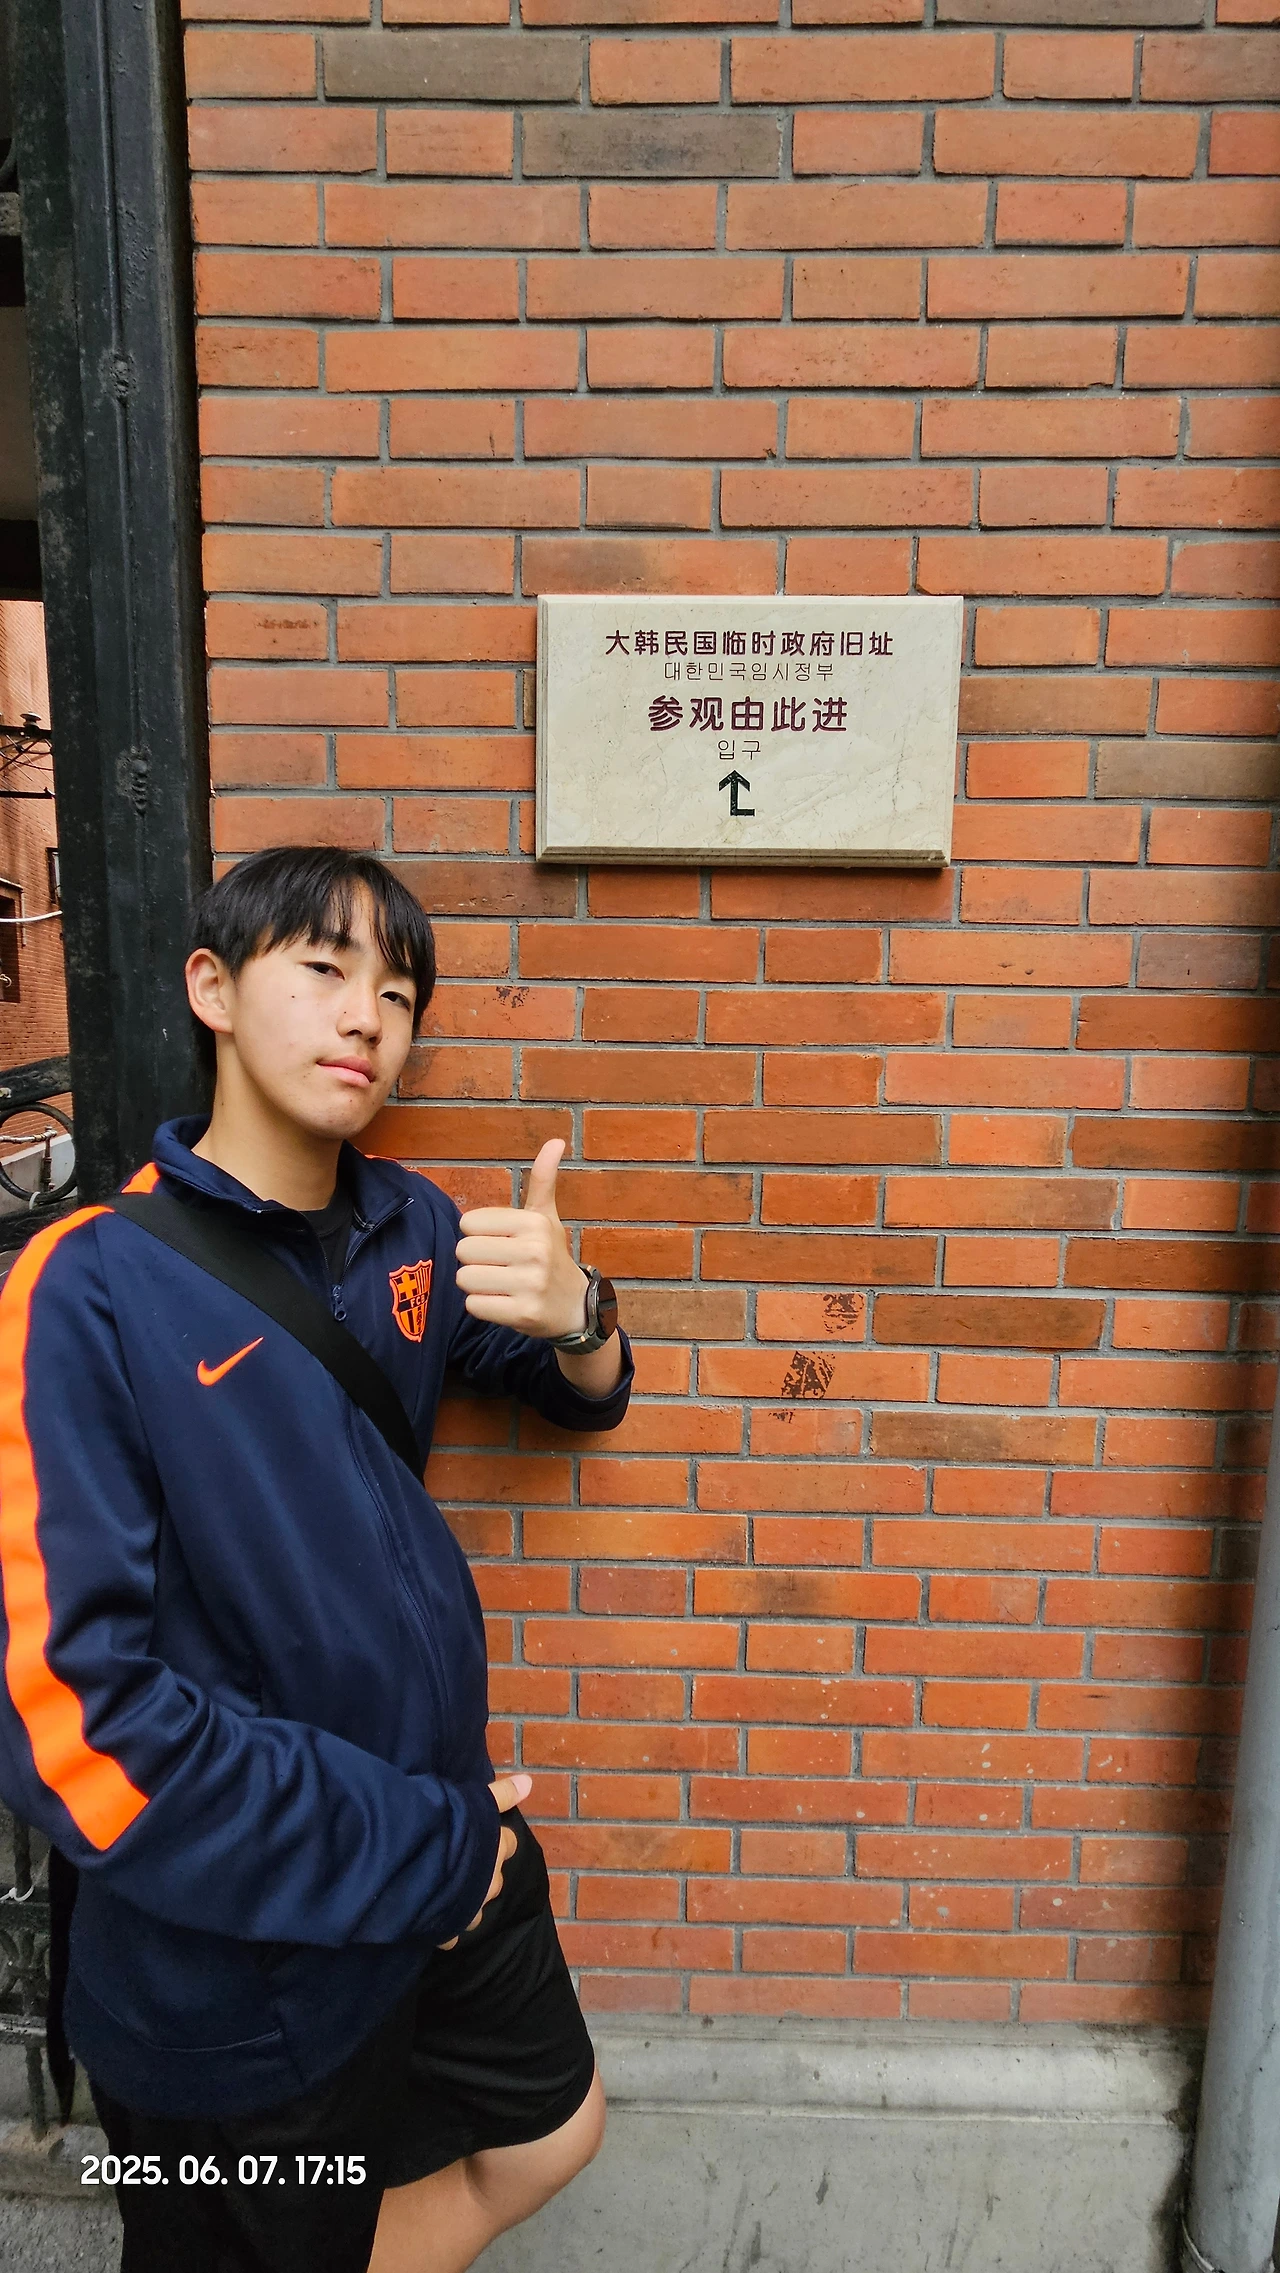 大韩民国临时政府旧址
대한민국임시정부
参观由此进
입구
FCB
2025. 06. 07. 17:15